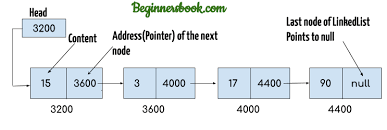 Beginnersbook.com
Head
3200
Content
Address(Pointer) of the next
node
Last node of LinkedList
Points to null
15 3600 3 4000 17 4400 90 null
3200 3600 4000 4400